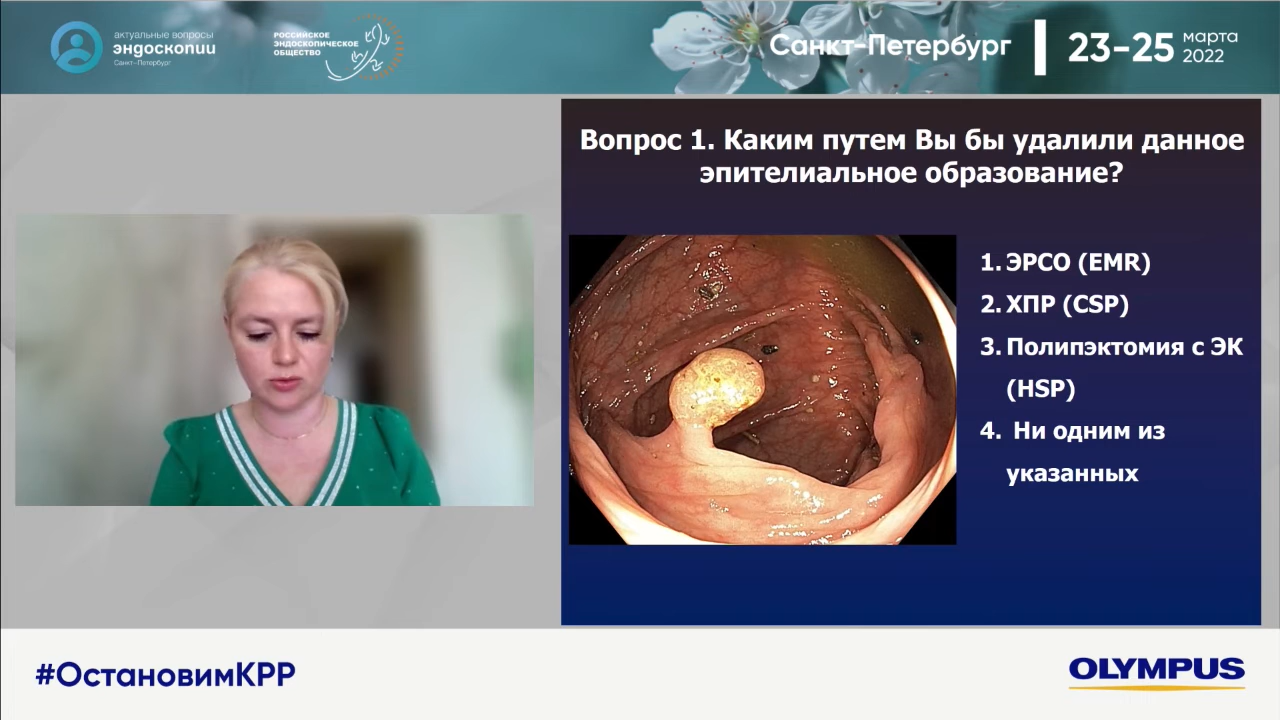 актуальные вопросы
эндоскопии
Санкт-Петербург
РОССИЙСКОЕ
ЭНДОСКОПИЧЕСКОЕ
ОБЩЕСТВО
Санкт-Петербург
23-25 марта
2022
Вопрос 1. Каким путем Вы бы удалили данное
эпителиальное образование?
1. ЭРСО (EMR)
2. ХПР (CSP)
3. Полипэктомия с ЭК
(HSP)
4. Ни одним из
указанных
#ОстановимКРР
OLYMPUS